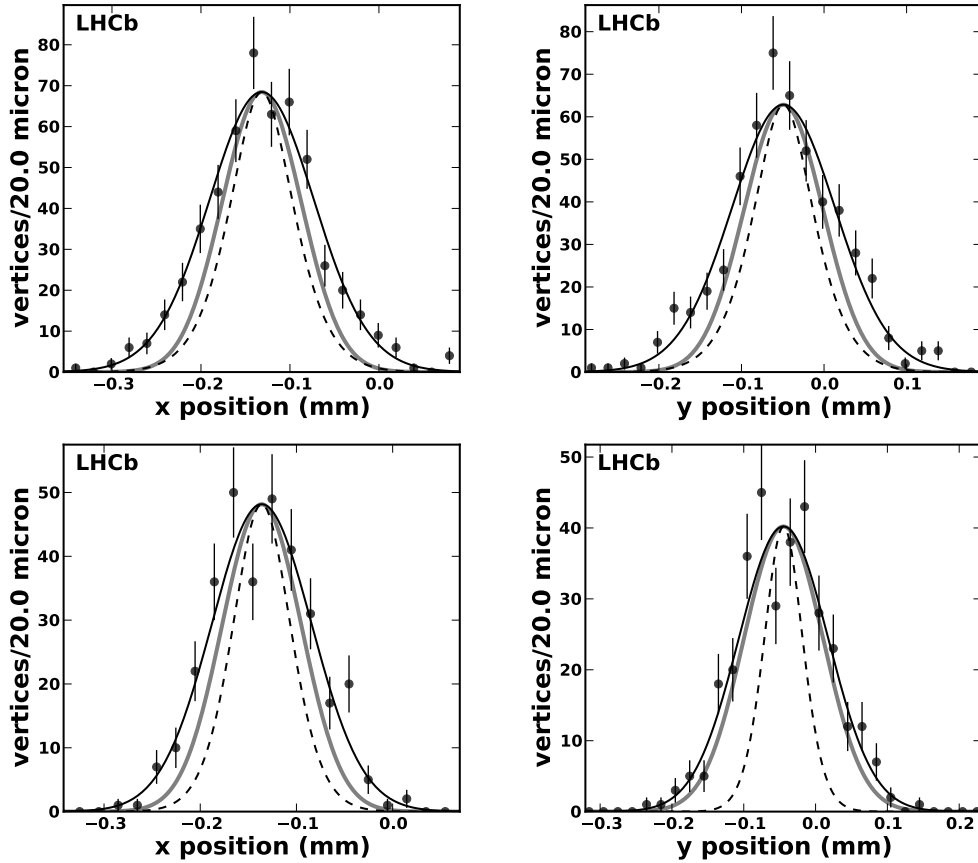 LHCb
vertices/20.0 micron
80
70
60
50
40
30
20
10
0
−0.3 −0.2 −0.1 0.0
x position (mm)
LHCb
vertices/20.0 micron
80
70
60
50
40
30
20
10
0
−0.2 −0.1 0.0 0.1
y position (mm)
LHCb
vertices/20.0 micron
50
40
30
20
10
0
−0.3 −0.2 −0.1 0.0
x position (mm)
LHCb
vertices/20.0 micron
50
40
30
20
10
0
−0.3 −0.2 −0.1 0.0 0.1 0.2
y position (mm)